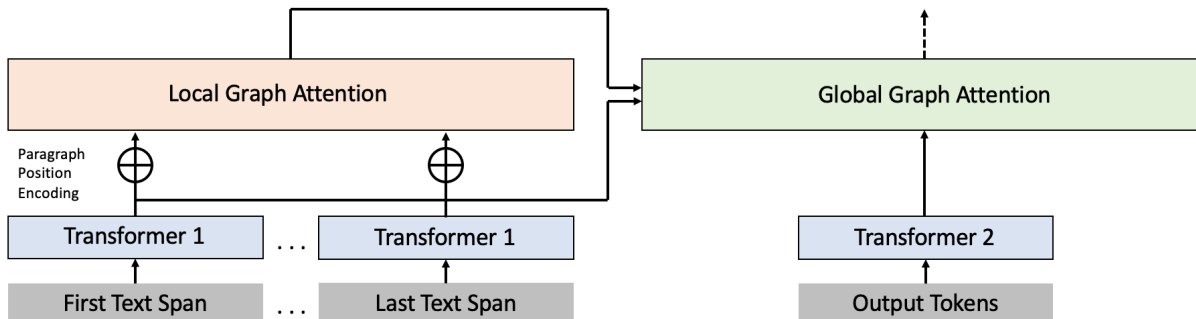 Local Graph Attention
Global Graph Attention
Paragraph
Position
Encoding
Transformer 1
. . .
Transformer 1
Transformer 2
First Text Span
. . .
Last Text Span
Output Tokens